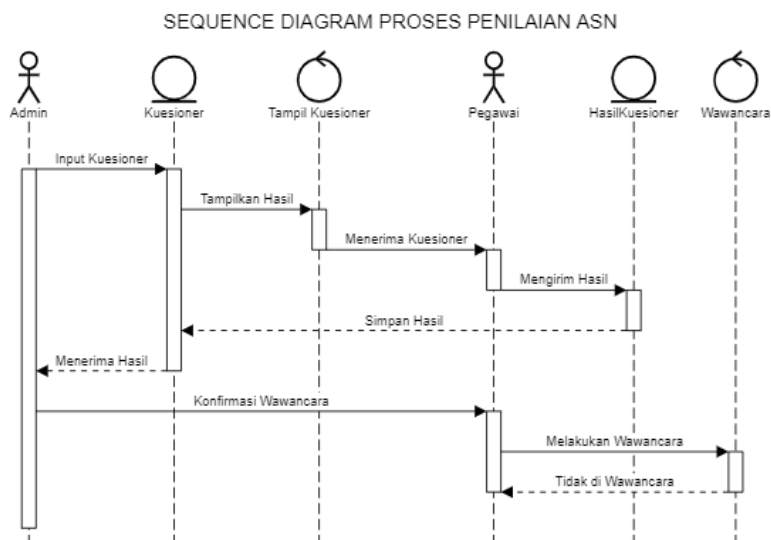 SEQUENCE DIAGRAM PROSES PENILAIAN ASN
Admin
Kuesioner
Tampil Kuesioner
Pegawai
HasilKuesioner
Wawancara
Input Kuesioner
Tampilkan Hasil
Menerima Kuesioner
Mengirim Hasil
Simpan Hasil
Menerima Hasil
Konfirmasi Wawancara
Melakukan Wawancara
Tidak di Wawancara